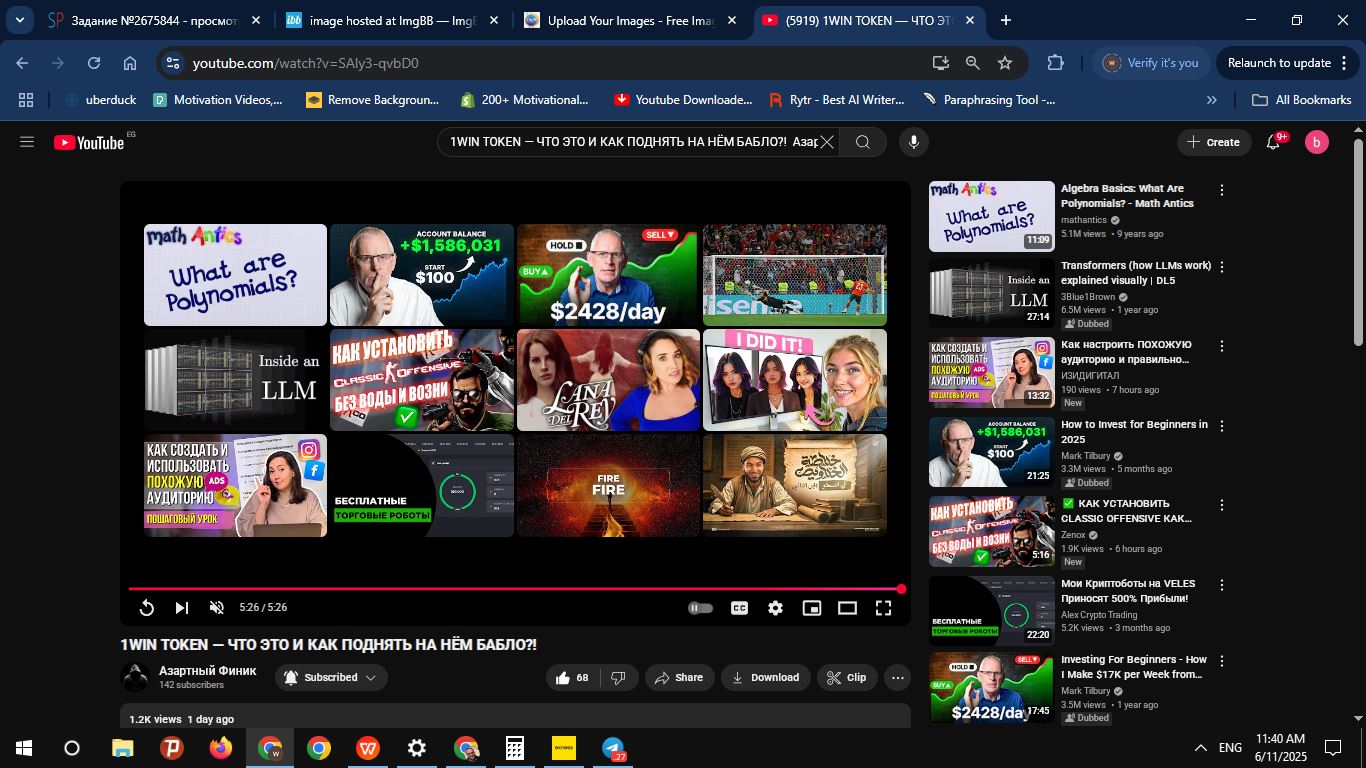 Задание №2675844 - просмот
image hosted at ImgBB — ImgB
Upload Your Images - Free Imag
(5919) 1WIN TOKEN — ЧТО ЭТ
youtube.com/watch?v=SAly3-qvbD0
Verify it's you
Relaunch to update
uberduck
Motivation Videos,...
Remove Backgroun...
200+ Motivational...
Youtube Downloade...
Rytr - Best AI Writer...
Paraphrasing Tool -...
All Bookmarks
YouTube EG
1WIN TOKEN — ЧТО ЭТО И КАК ПОДНЯТЬ НА НЁМ БАБЛО?! Азар
Create
9+
b
math Antics
What are
Polynomials?
ACCOUNT BALANCE
+$1,586,031
START
$100
HOLD
SELL
BUY
$2428/day
Inside an
LLM
КАК УСТАНОВИТЬ
CLASSIC OFFENSIVE
БЕЗ ВОДЫ И ВОЗНИ
LANA
DEL REY
I DID IT!
КАК СОЗДАТЬ И
ИСПОЛЬЗОВАТЬ
ПОХОЖУЮ ADS
АУДИТОРИЮ
ПОШАГОВЫЙ УРОК
БЕСПЛАТНЫЕ
ТОРГОВЫЕ РОБОТЫ
FIRE
FIRE
5:26 / 5:26
CC
1WIN TOKEN — ЧТО ЭТО И КАК ПОДНЯТЬ НА НЁМ БАБЛО?!
Азартный Финик
142 subscribers
Subscribed
68
Share
Download
Clip
1.2K views 1 day ago
math Antics
What are
Polynomials?
11:09
Algebra Basics: What Are
Polynomials? - Math Antics
mathantics
5.1M views • 9 years ago
Inside an
LLM
27:14
Transformers (how LLMs work)
explained visually | DL5
3Blue1Brown
6.5M views • 1 year ago
Dubbed
КАК СОЗДАТЬ И
ИСПОЛЬЗОВАТЬ
ПОХОЖУЮ ADS
АУДИТОРИЮ
ПОШАГОВЫЙ УРОК
13:32
Как настроить ПОХОЖУЮ
аудиторию и правильно...
ИЗИДИГИТАЛ
190 views • 7 hours ago
New
ACCOUNT BALANCE
+$1,586,031
START
$100
21:25
How to Invest for Beginners in
2025
Mark Tilbury
3.3M views • 5 months ago
Dubbed
КАК УСТАНОВИТЬ
CLASSIC OFFENSIVE
БЕЗ ВОДЫ И ВОЗНИ
5:16
КАК УСТАНОВИТЬ
CLASSIC OFFENSIVE КАК...
Zenox
1.9K views • 6 hours ago
New
БЕСПЛАТНЫЕ
ТОРГОВЫЕ РОБОТЫ
22:20
Мои Криптоботы на VELES
Приносят 500% Прибыли!
Alex Crypto Trading
5.2K views • 3 months ago
HOLD
SELL
BUY
$2428/da
17:45
Investing For Beginners - How
I Make $17K per Week from...
Mark Tilbury
3.5M views • 1 year ago
Dubbed
exness
27
ENG
11:40 AM
6/11/2025